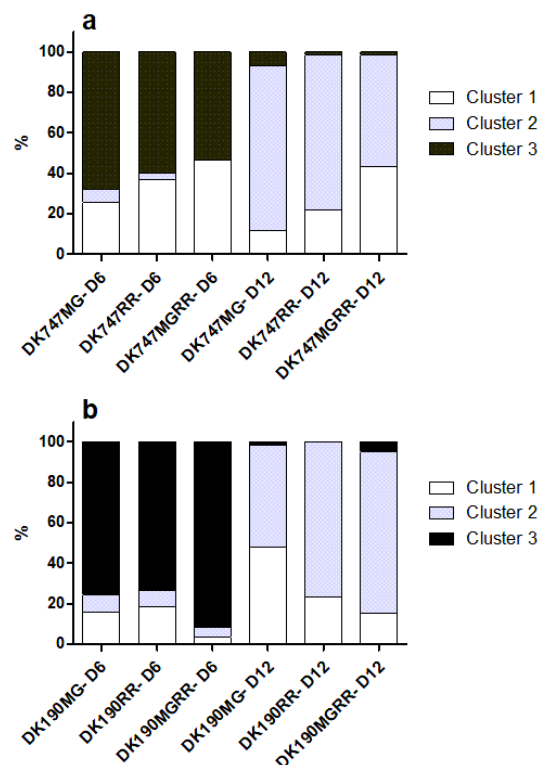 a
100
80
60
40
20
0
%
Cluster 1
Cluster 2
Cluster 3
DK747MG- D6
DK747RR- D6
DK747MGRR- D6
DK747MG- D12
DK747RR- D12
DK747MGRR- D12
b
100
80
60
40
20
0
%
Cluster 1
Cluster 2
Cluster 3
DK190MG- D6
DK190RR- D6
DK190MGRR- D6
DK190MG- D12
DK190RR- D12
DK190MGRR- D12